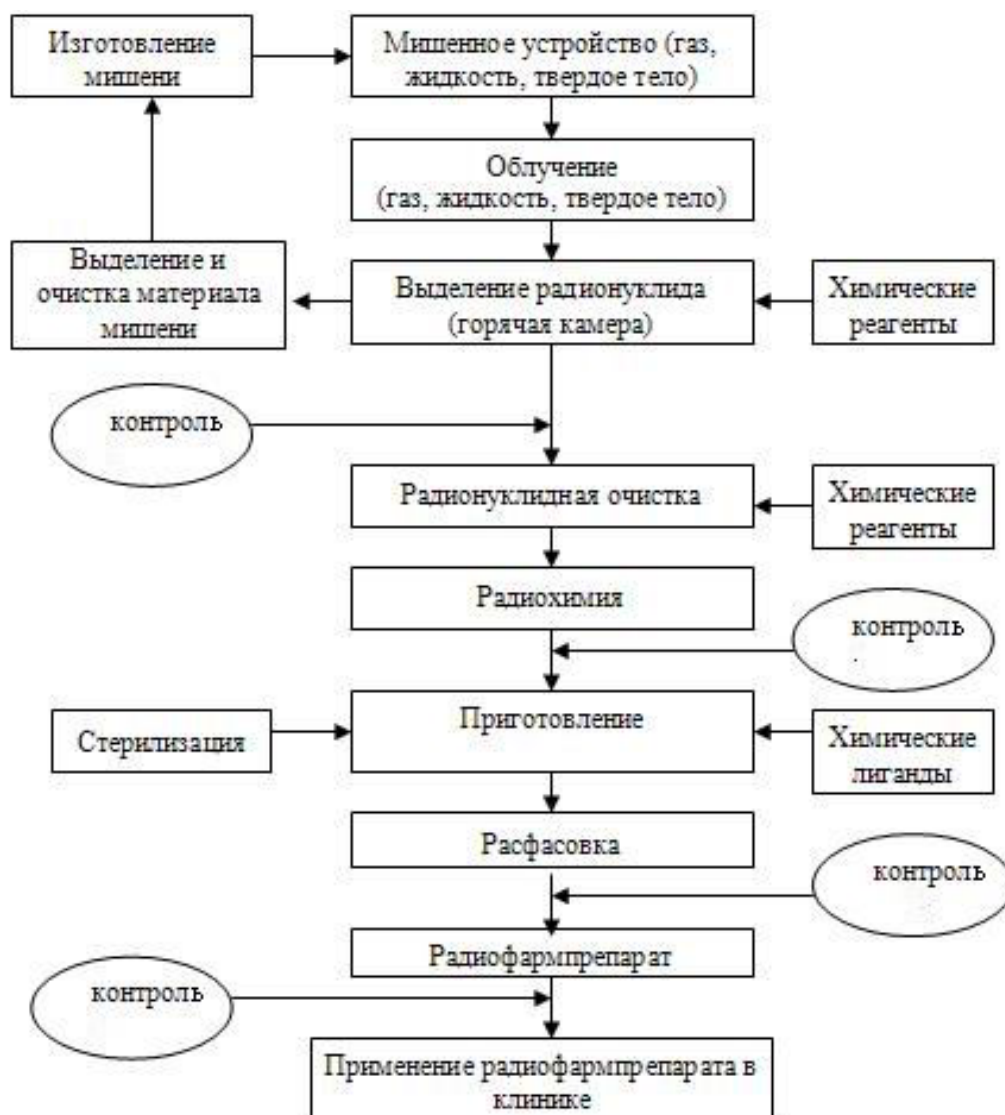 Изготовление
мишени
Мишенное устройство (газ,
жидкость, твердое тело)
Облучение
(газ, жидкость, твердое тело)
Выделение и
очистка материала
мишени
Выделение радионуклида
(горячая камера)
Химические
реагенты
контроль
Радионуклидная очистка
Химические
реагенты
Радиохимия
контроль
.
Стерилизация
Приготовление
Химические
лиганды
Расфасовка
контроль
Радиофармпрепарат
контроль
Применение радиофармпрепарата в
клинике